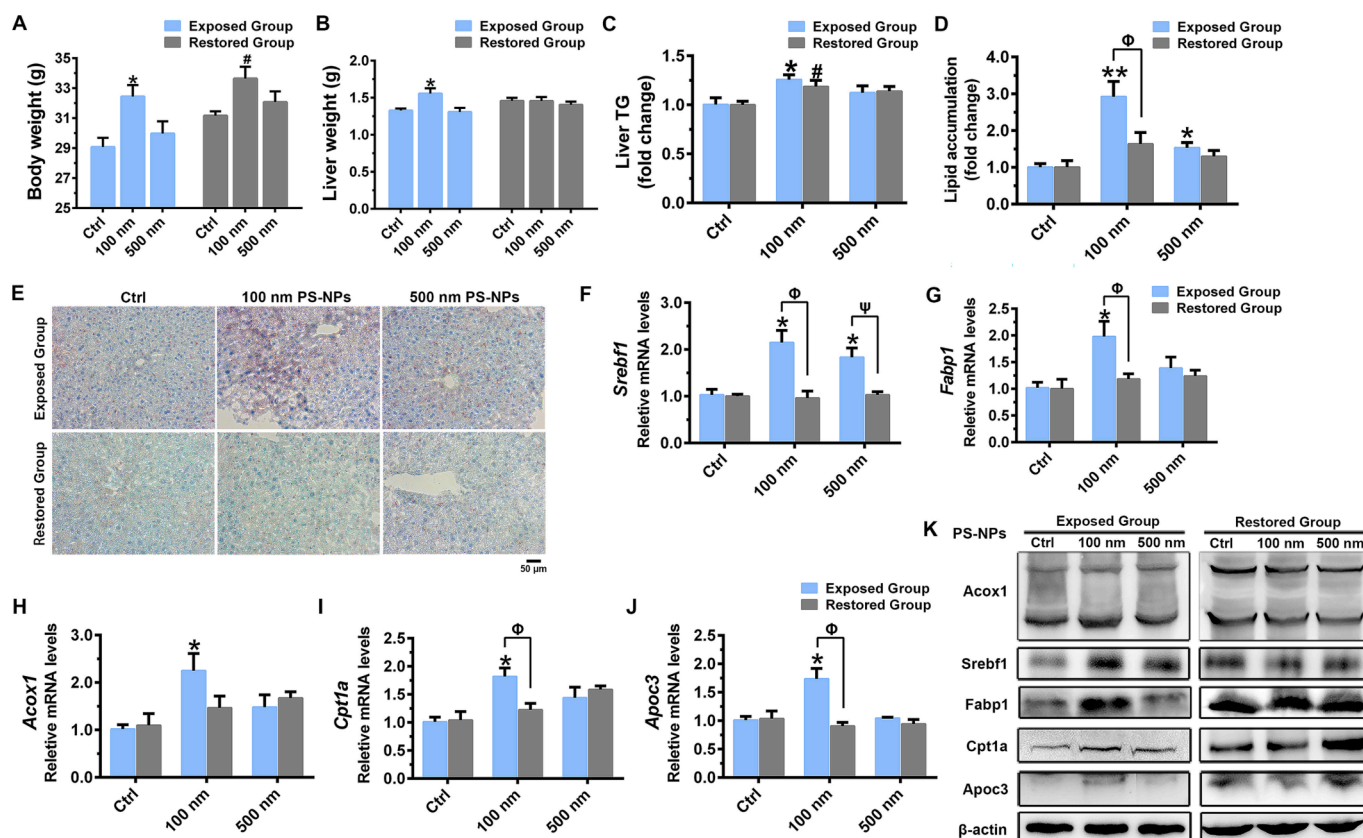 A
Exposed Group
Restored Group
Body weight (g)
35
33
31
29
27
25
*
#
Ctrl
100 nm
500 nm
Ctrl
100 nm
500 nm
B
Exposed Group
Restored Group
Liver weight (g)
2.0
1.5
1.0
0.5
0.0
*
Ctrl
100 nm
500 nm
Ctrl
100 nm
500 nm
C
Exposed Group
Restored Group
Liver TG
(fold change)
1.5
1.0
0.5
0.0
*
#
Ctrl
100 nm
500 nm
D
Exposed Group
Restored Group
Lipid accumulation
(fold change)
4.0
3.0
2.0
1.0
0.0
Φ
**
*
Ctrl
100 nm
500 nm
E
Ctrl
100 nm PS-NPs
500 nm PS-NPs
Exposed Group
Restored Group
50 μm
F
Srebf1
Reletive mRNA levels
3.0
2.0
1.0
0.0
Φ
Ψ
*
*
Ctrl
100 nm
500 nm
G
Exposed Group
Restored Group
Fabp1
Reletive mRNA levels
2.5
2.0
1.5
1.0
0.5
0.0
Φ
*
Ctrl
100 nm
500 nm
H
Acox1
Reletive mRNA levels
3.0
2.0
1.0
0.0
*
Ctrl
100 nm
500 nm
I
Cpt1a
Reletive mRNA levels
2.5
2.0
1.5
1.0
0.5
0.0
Φ
*
Ctrl
100 nm
500 nm
J
Exposed Group
Restored Group
Apoc3
Reletive mRNA levels
2.5
2.0
1.5
1.0
0.5
0.0
Φ
*
Ctrl
100 nm
500 nm
K
PS-NPs
Exposed Group
Restored Group
Ctrl 100 nm 500 nm
Ctrl 100 nm 500 nm
Acox1
Srebf1
Fabp1
Cpt1a
Apoc3
β-actin